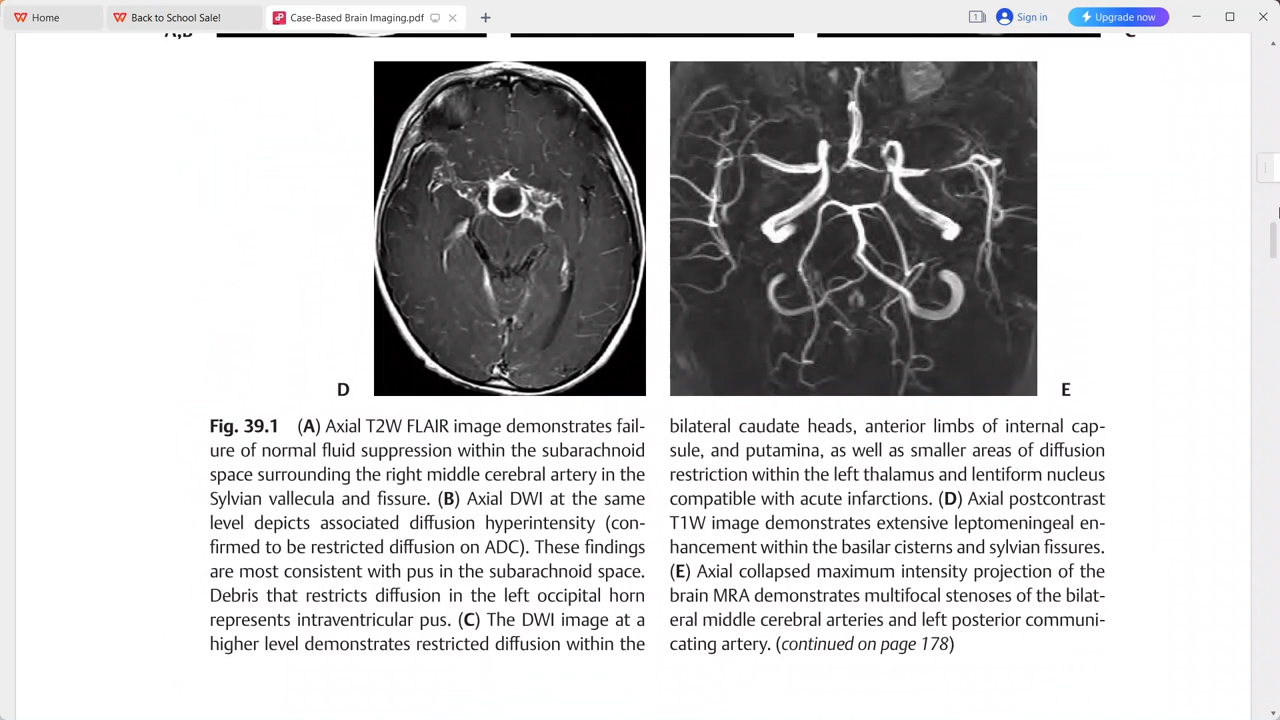 Home
Back to School Sale!
Case-Based Brain Imaging.pdf
1
Sign in
Upgrade now
D
E
Fig. 39.1 (A) Axial T2W FLAIR image demonstrates fail-
ure of normal fluid suppression within the subarachnoid
space surrounding the right middle cerebral artery in the
Sylvian vallecula and fissure. (B) Axial DWI at the same
level depicts associated diffusion hyperintensity (con-
firmed to be restricted diffusion on ADC). These findings
are most consistent with pus in the subarachnoid space.
Debris that restricts diffusion in the left occipital horn
represents intraventricular pus. (C) The DWI image at a
higher level demonstrates restricted diffusion within the
bilateral caudate heads, anterior limbs of internal cap-
sule, and putamina, as well as smaller areas of diffusion
restriction within the left thalamus and lentiform nucleus
compatible with acute infarctions. (D) Axial postcontrast
T1W image demonstrates extensive leptomeningeal en-
hancement within the basilar cisterns and sylvian fissures.
(E) Axial collapsed maximum intensity projection of the
brain MRA demonstrates multifocal stenoses of the bilat-
eral middle cerebral arteries and left posterior communi-
cating artery. (continued on page 178)